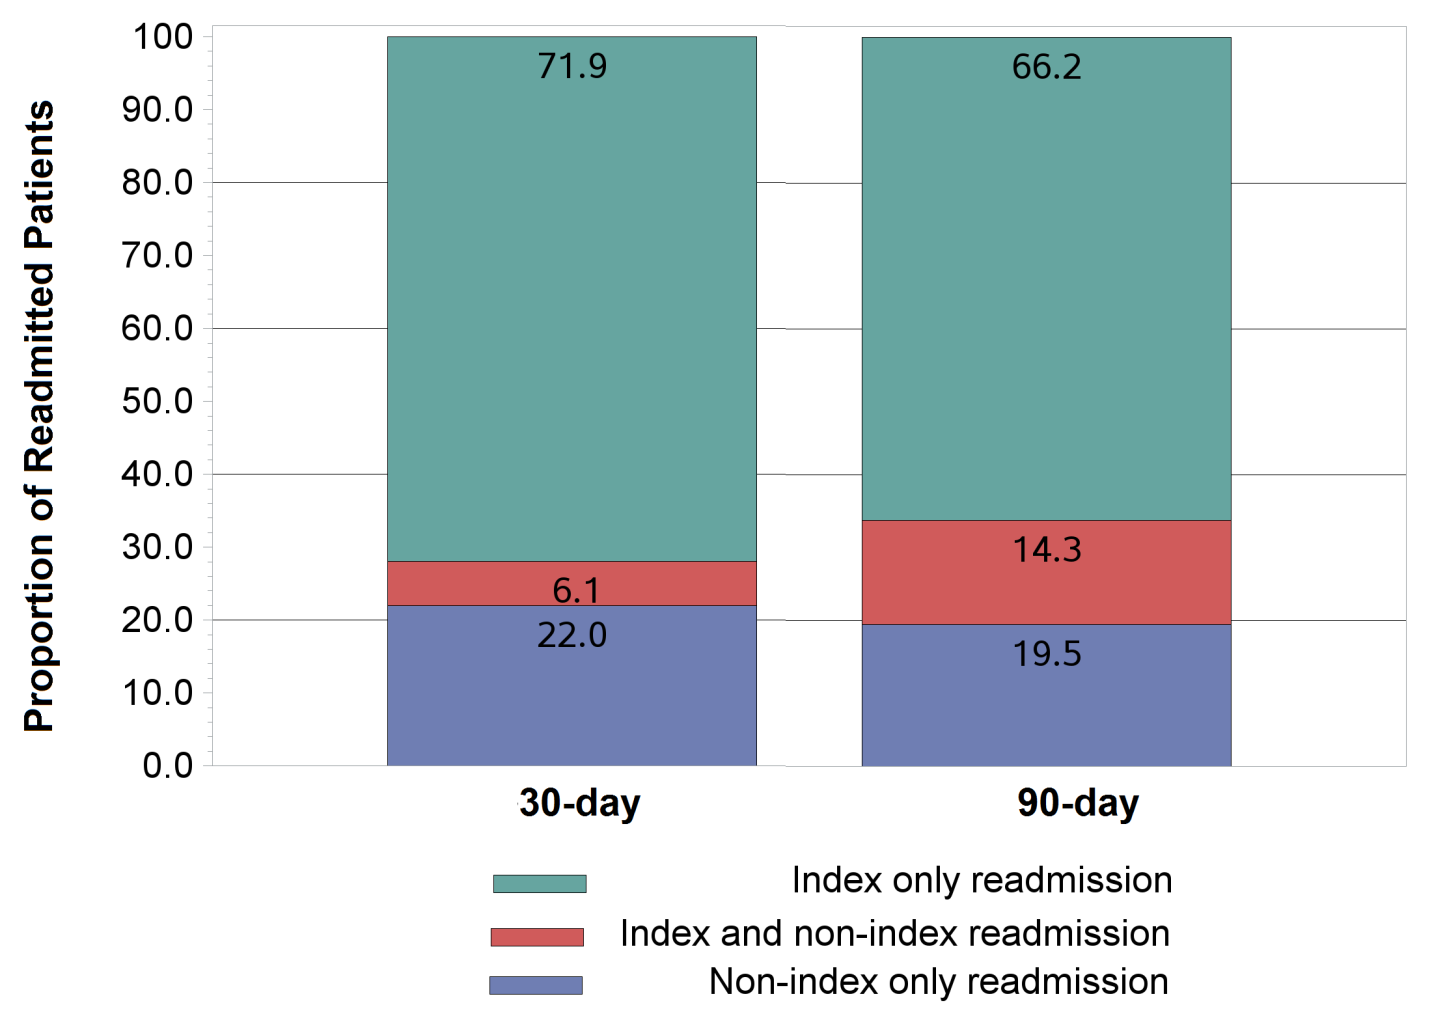 Proportion of Readmitted Patients
100
90.0
80.0
70.0
60.0
50.0
40.0
30.0
20.0
10.0
0.0
71.9
6.1
22.0
66.2
14.3
19.5
30-day
90-day
Index only readmission
Index and non-index readmission
Non-index only readmission